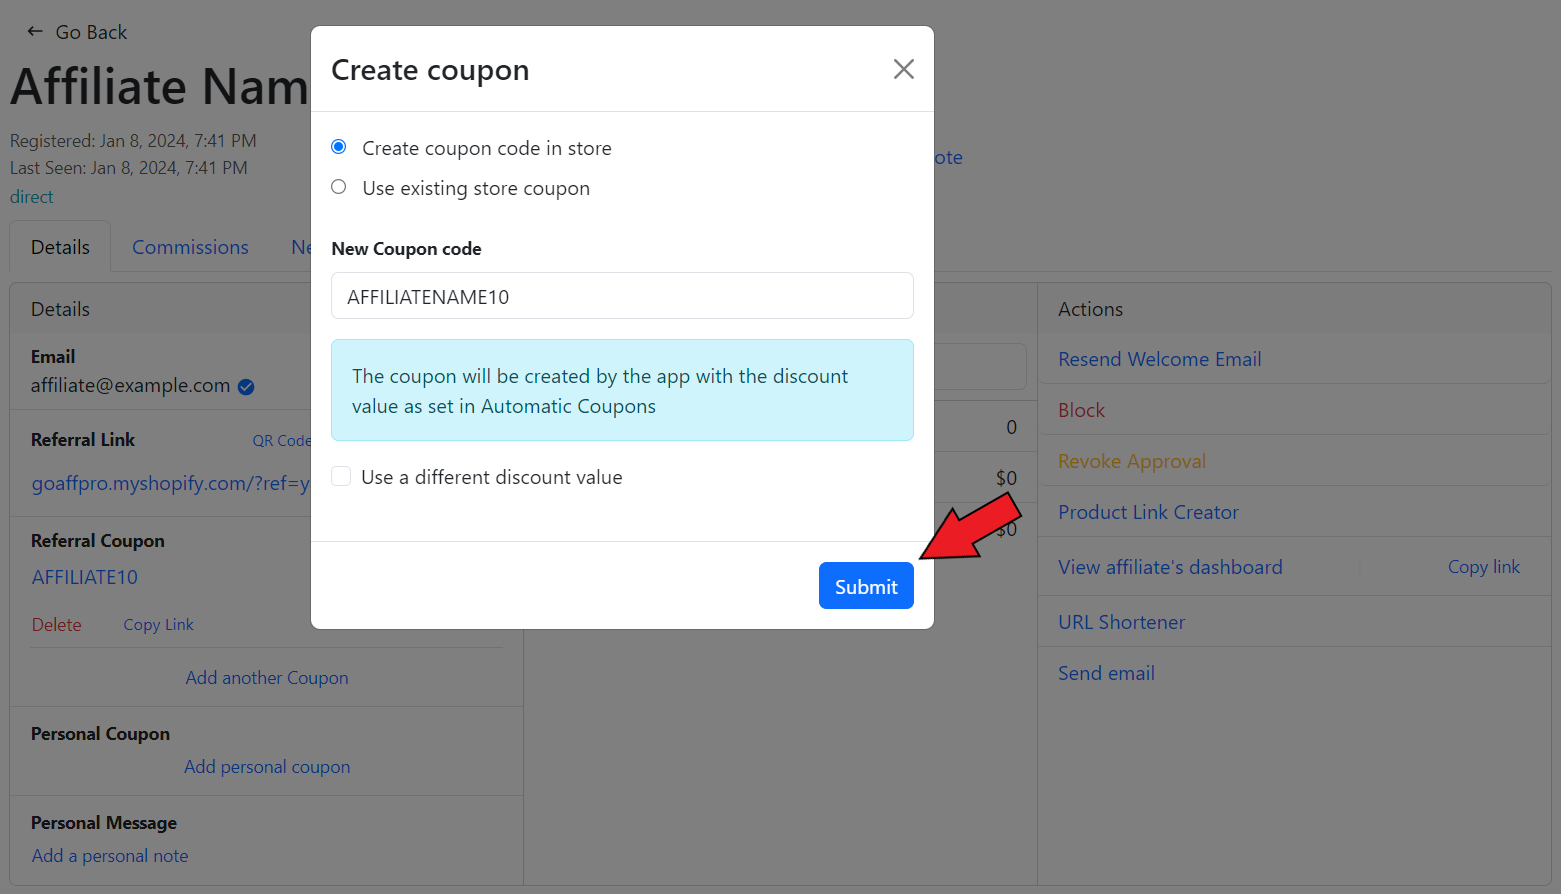 Go Back
Affiliate Nam
Registered: Jan 8, 2024, 7:41 PM
Last Seen: Jan 8, 2024, 7:41 PM
direct
Details
Commissions
Ne
ote
Create coupon
Create coupon code in store
Use existing store coupon
New Coupon code
AFFILIATENAME10
The coupon will be created by the app with the discount
value as set in Automatic Coupons
Use a different discount value
Submit
Details
Email
affiliate@example.com
Referral Link
QR Code
goaffpro.myshopify.com/?ref=y
Referral Coupon
AFFILIATE10
Delete
Copy Link
Add another Coupon
Personal Coupon
Add personal coupon
Personal Message
Add a personal note
0
$0
$0
Actions
Resend Welcome Email
Block
Revoke Approval
Product Link Creator
View affiliate's dashboard
Copy link
URL Shortener
Send email